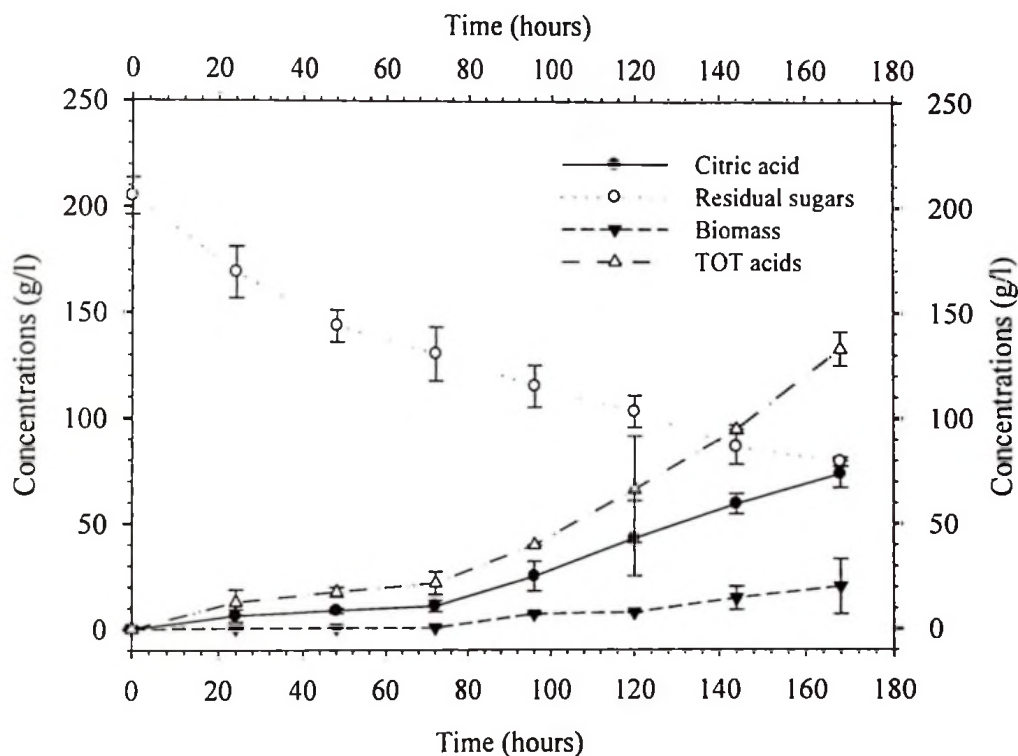 Time (hours)
0 20 40 60 80 100 120 140 160 180
250 250
Citric acid
Residual sugars
200 200
Biomass
TOT acids
150 150
Concentrations (g/l) Concentrations (g/l)
100 100
50 50
0 0
0 20 40 60 80 100 120 140 160 180
Time (hours)